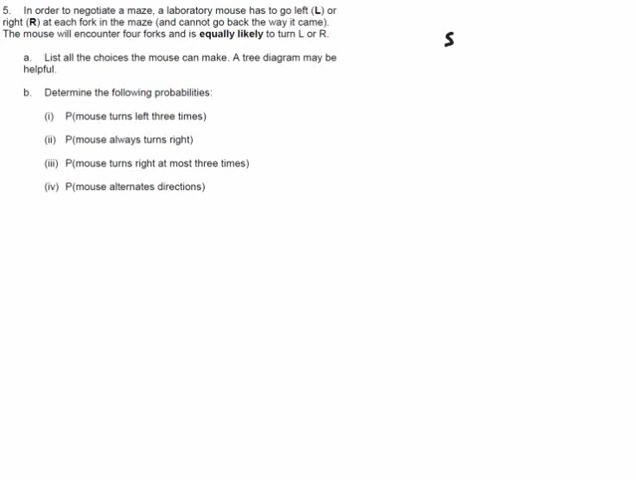 5. In order to negotiate a maze, a laboratory mouse has to go left (L) or
right (R) at each fork in the maze (and cannot go back the way it came).
The mouse will encounter four forks and is equally likely to turn L or R.
S
a. List all the choices the mouse can make. A tree diagram may be
helpful.
b. Determine the following probabilities:
(i) P(mouse turns left three times)
(ii) P(mouse always turns right)
(iii) P(mouse turns right at most three times)
(iv) P(mouse alternates directions)